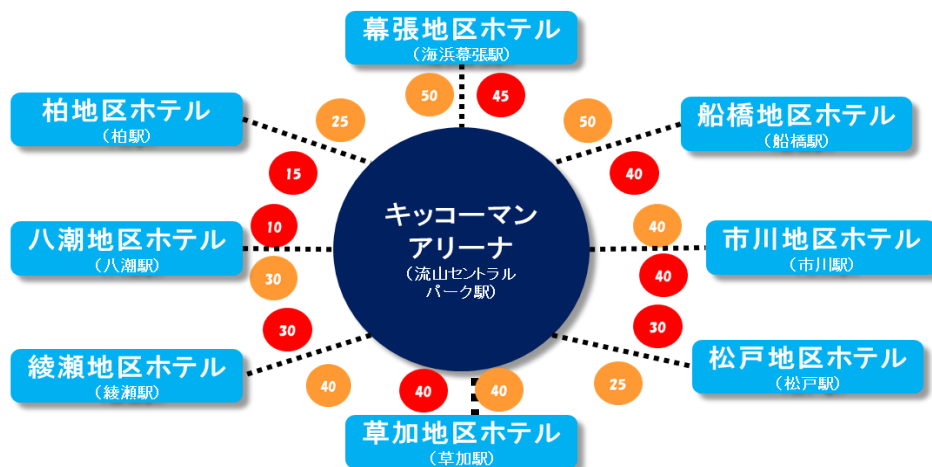 幕張地区ホテル
(海浜幕張駅)
50
45
柏地区ホテル
(柏駅)
25
50
船橋地区ホテル
(船橋駅)
15
40
八潮地区ホテル
(八潮駅)
10
30
キッコーマン
アリーナ
(流山セントラル
パーク駅)
40
40
市川地区ホテル
(市川駅)
30
30
綾瀬地区ホテル
(綾瀬駅)
松戸地区ホテル
(松戸駅)
40
40
40
25
草加地区ホテル
(草加駅)